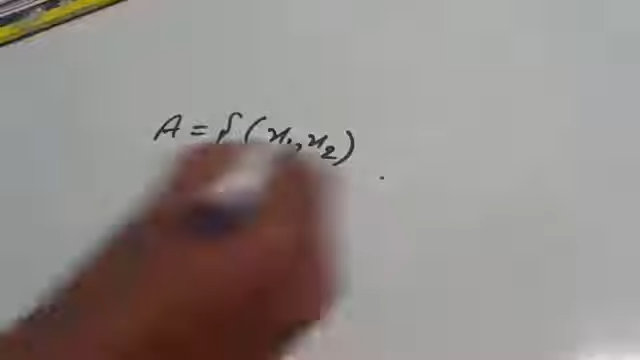 A = f(x₁, x₂)